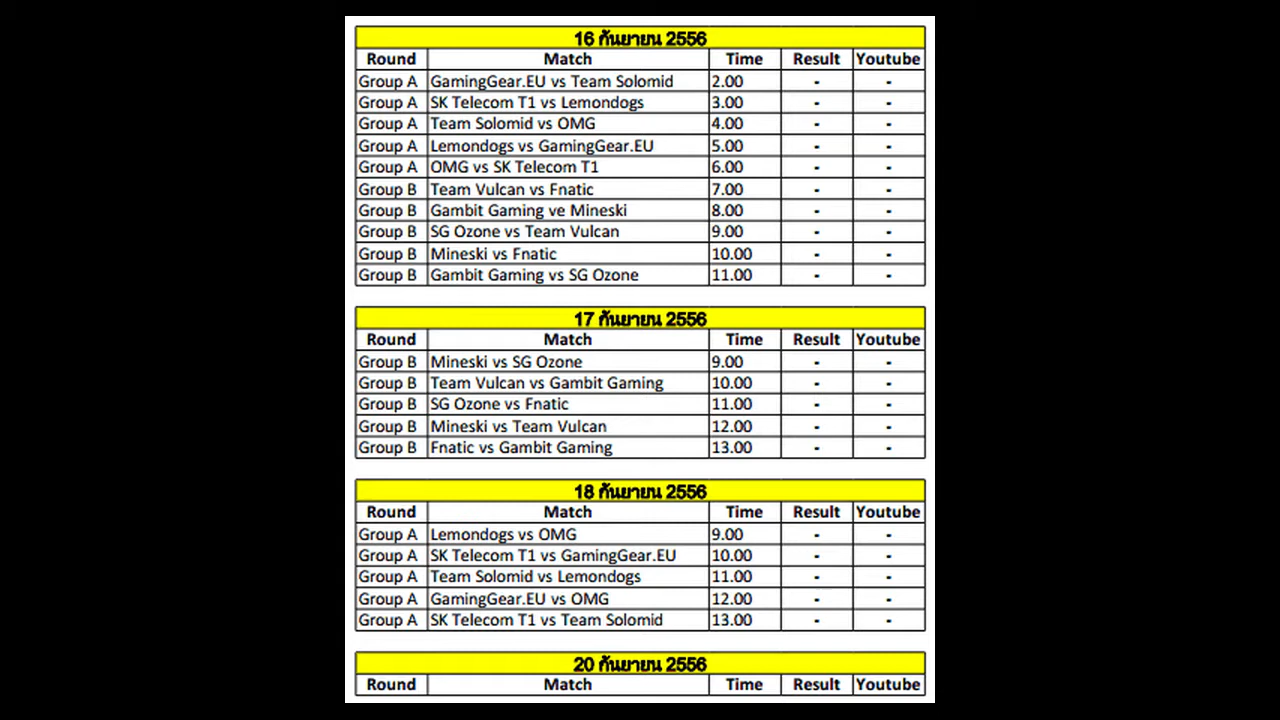 16 กันยายน 2556
Round Match Time Result Youtube
Group A GamingGear.EU vs Team Solomid 2.00 - -
Group A SK Telecom T1 vs Lemondogs 3.00 - -
Group A Team Solomid vs OMG 4.00 - -
Group A Lemondogs vs GamingGear.EU 5.00 - -
Group A OMG vs SK Telecom T1 6.00 - -
Group B Team Vulcan vs Fnatic 7.00 - -
Group B Gambit Gaming ve Mineski 8.00 - -
Group B SG Ozone vs Team Vulcan 9.00 - -
Group B Mineski vs Fnatic 10.00 - -
Group B Gambit Gaming vs SG Ozone 11.00 - -
17 กันยายน 2556
Round Match Time Result Youtube
Group B Mineski vs SG Ozone 9.00 - -
Group B Team Vulcan vs Gambit Gaming 10.00 - -
Group B SG Ozone vs Fnatic 11.00 - -
Group B Mineski vs Team Vulcan 12.00 - -
Group B Fnatic vs Gambit Gaming 13.00 - -
18 กันยายน 2556
Round Match Time Result Youtube
Group A Lemondogs vs OMG 9.00 - -
Group A SK Telecom T1 vs GamingGear.EU 10.00 - -
Group A Team Solomid vs Lemondogs 11.00 - -
Group A GamingGear.EU vs OMG 12.00 - -
Group A SK Telecom T1 vs Team Solomid 13.00 - -
20 กันยายน 2556
Round Match Time Result Youtube